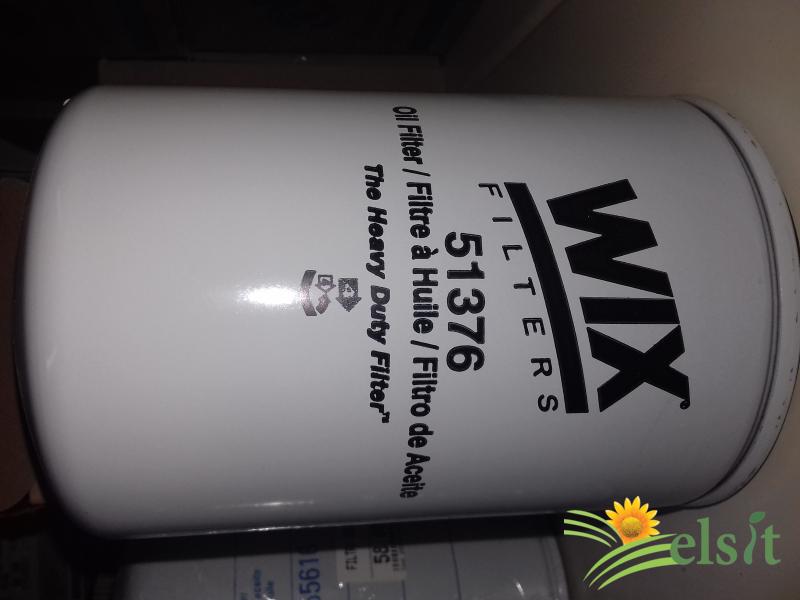 WIX
FILTERS
51376
Oil Filter / Filtre à Huile / Filtro de Aceite
The Heavy Duty Filter™
elsit